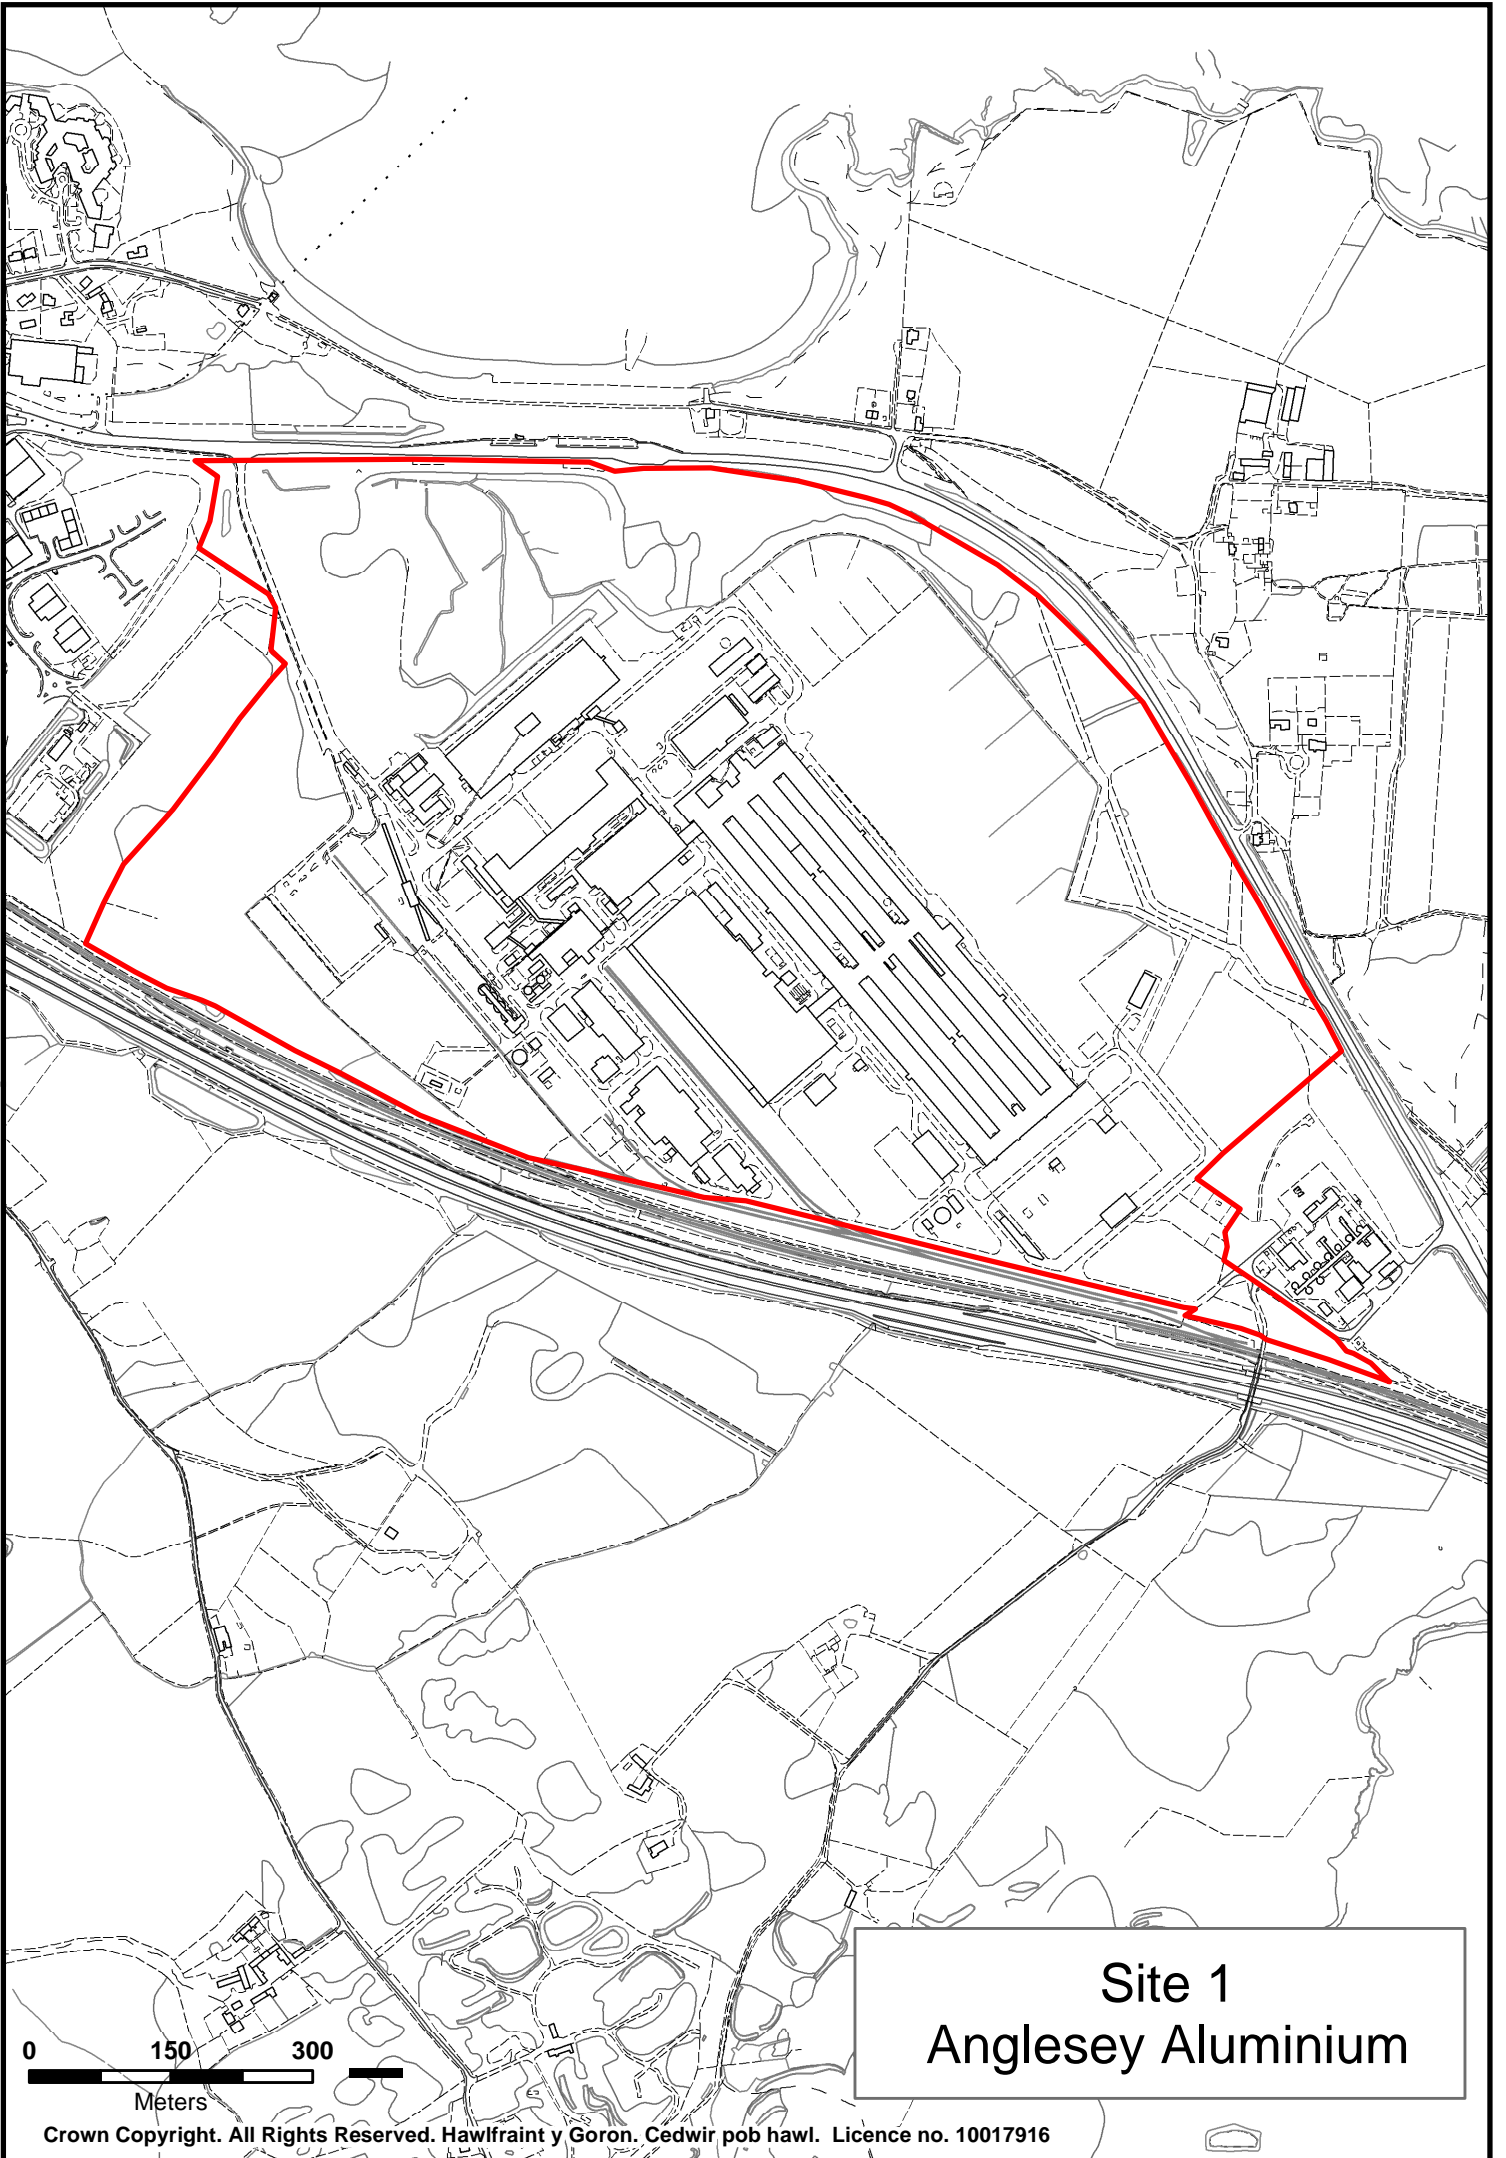 Site 1
Anglesey Aluminium
0 150 300
Meters
Crown Copyright. All Rights Reserved. Hawlfraint y Goron. Cedwir pob hawl. Licence no. 10017916